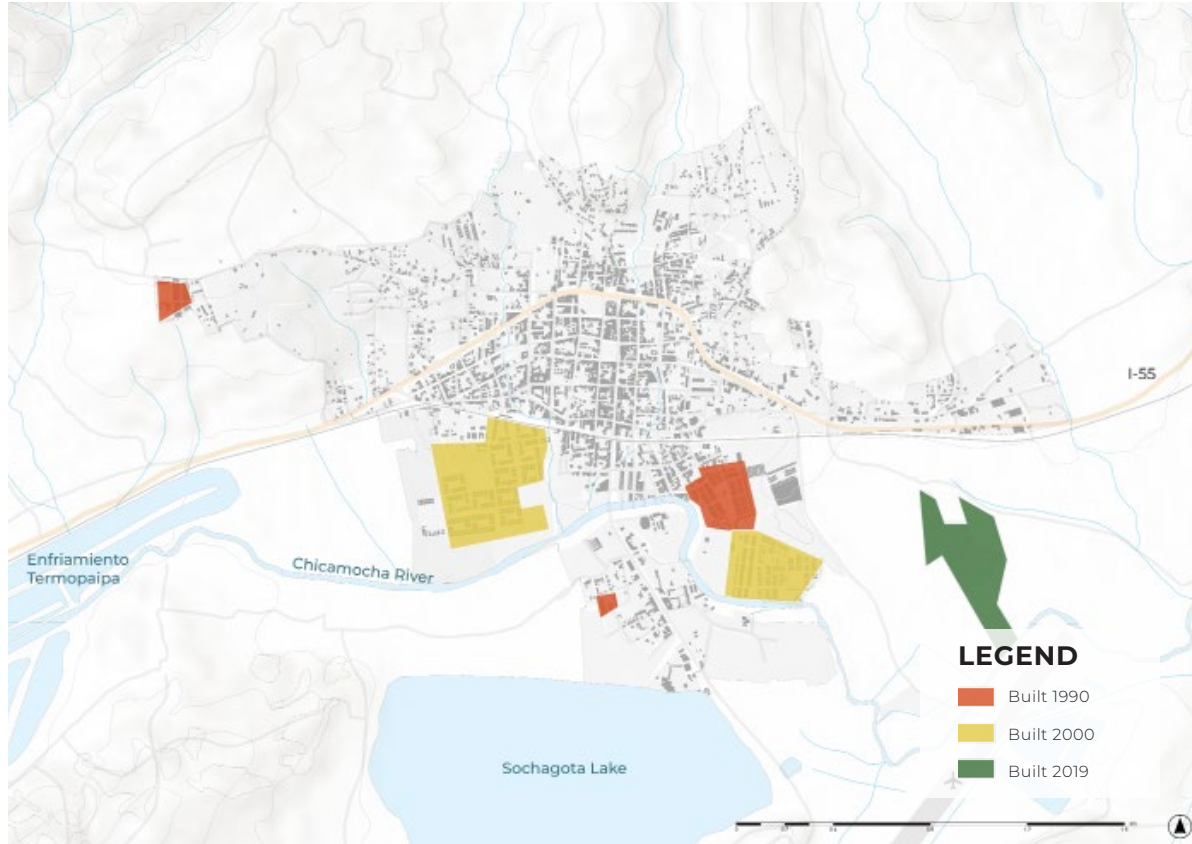 I-55
Enfriamiento
Termopaipa
Chicamocha River
Sochagota Lake
LEGEND
Built 1990
Built 2000
Built 2019